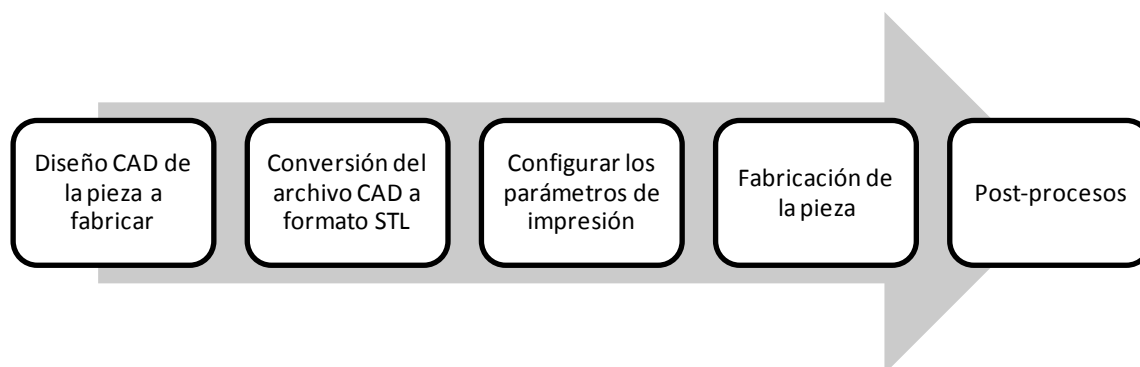 Diseño CAD de
la pieza a
fabricar
Conversión del
archivo CAD a
formato STL
Configurar los
parámetros de
impresión
Fabricación de
la pieza
Post-procesos